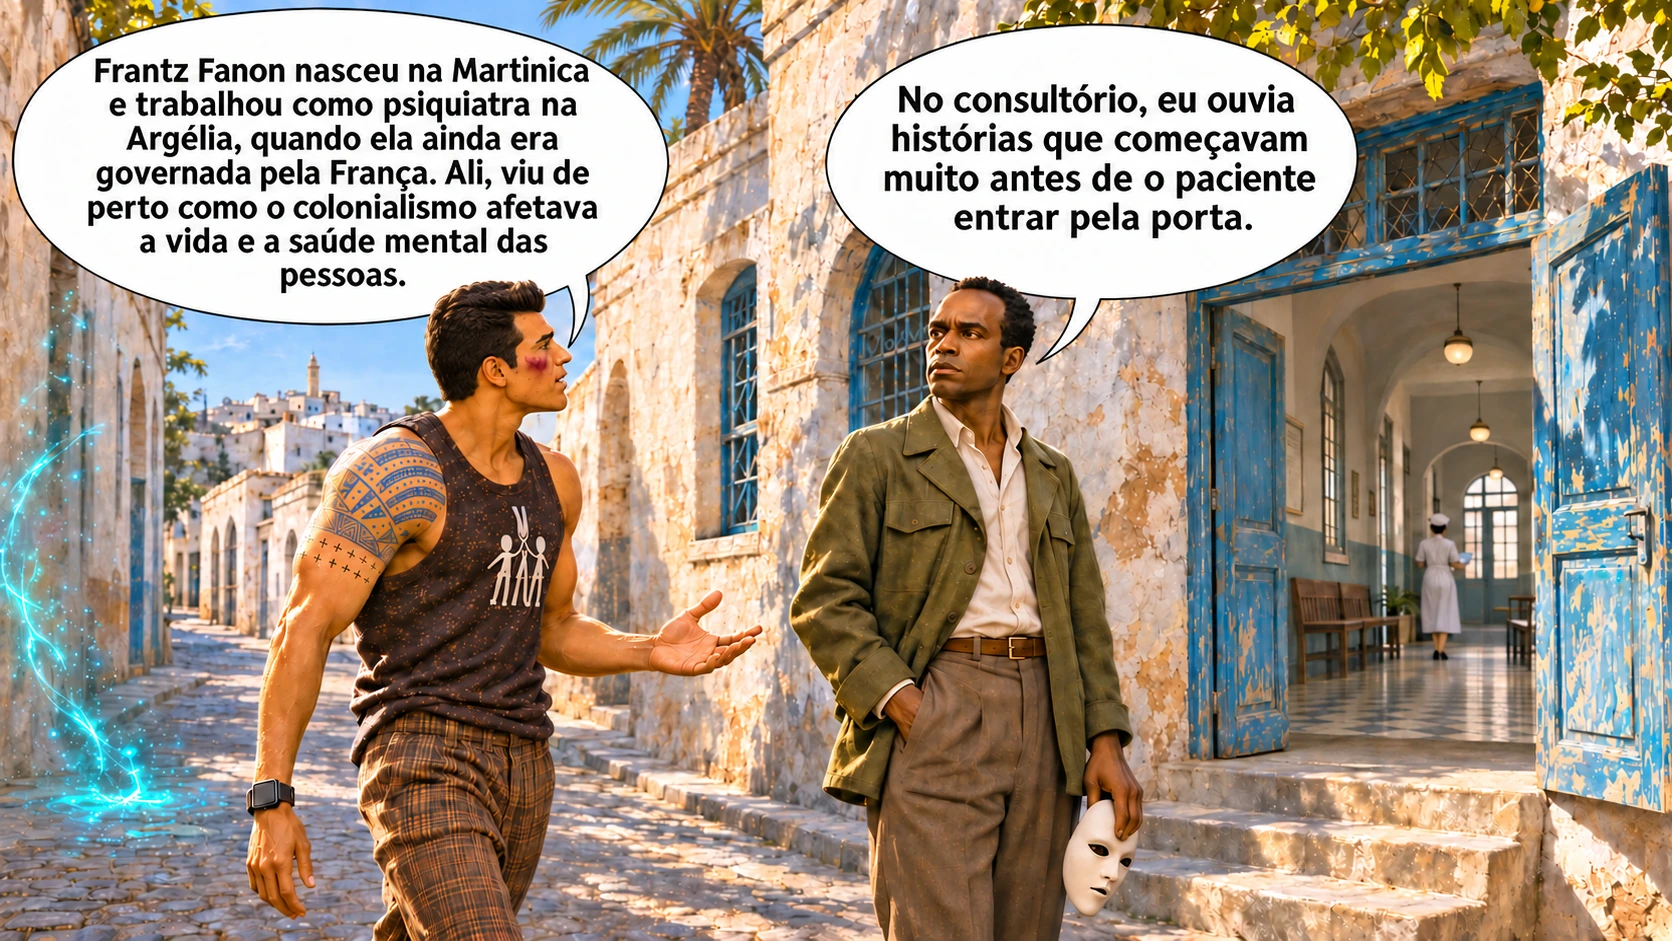 Frantz Fanon nasceu na Martinica
e trabalhou como psiquiatra na
Argélia, quando ela ainda era
governada pela França. Ali, viu de
perto como o colonialismo afetava
a vida e a saúde mental das
pessoas.
No consultório, eu ouvia
histórias que começavam
muito antes de o paciente
entrar pela porta.